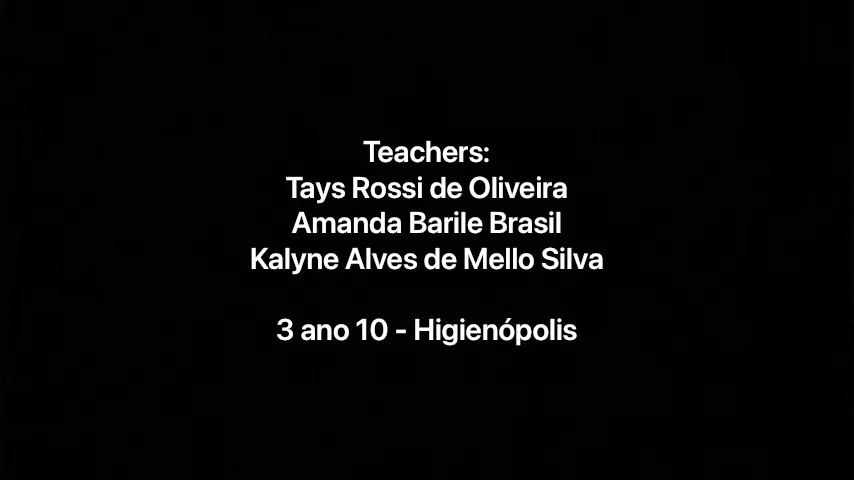 Teachers:
Tays Rossi de Oliveira
Amanda Barile Brasil
Kalyne Alves de Mello Silva
3 ano 10 - Higienópolis